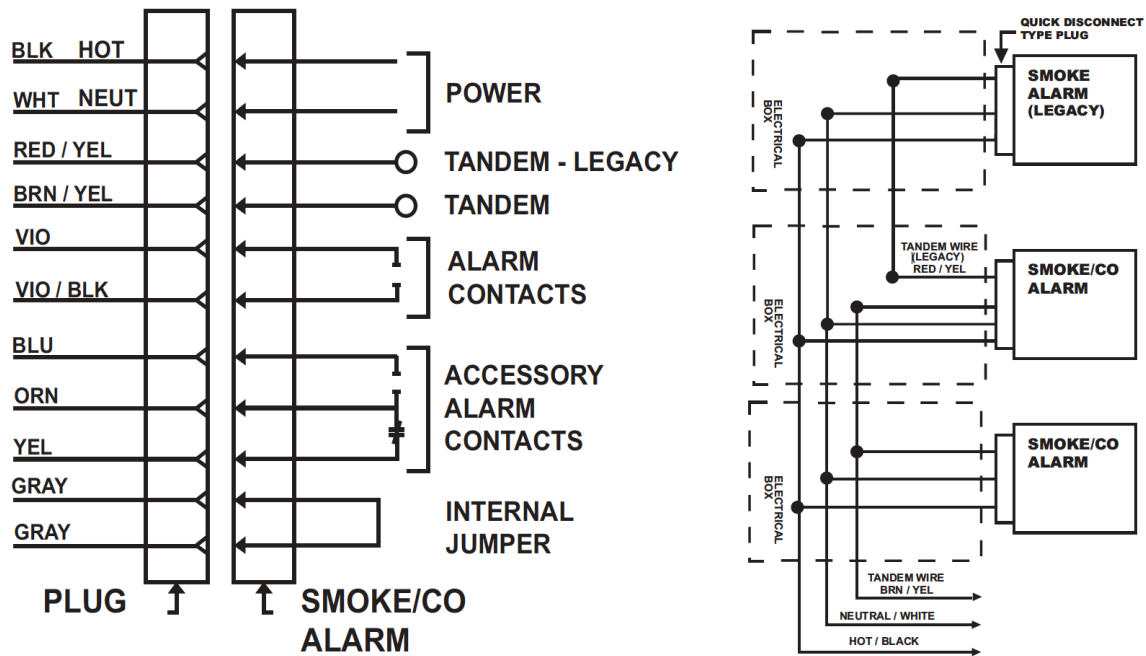 BLK HOT
WHT NEUT
RED / YEL
BRN / YEL
VIO
VIO / BLK
BLU
ORN
YEL
GRAY
GRAY
POWER
TANDEM - LEGACY
TANDEM
ALARM
CONTACTS
ACCESSORY
ALARM
CONTACTS
INTERNAL
JUMPER
PLUG
SMOKE/CO
ALARM
QUICK DISCONNECT
TYPE PLUG
ELECTRICAL
BOX
SMOKE
ALARM
(LEGACY)
ELECTRICAL
BOX
TANDEM WIRE
(LEGACY)
RED / YEL
SMOKE/CO
ALARM
ELECTRICAL
BOX
SMOKE/CO
ALARM
TANDEM WIRE
BRN / YEL
NEUTRAL / WHITE
HOT / BLACK